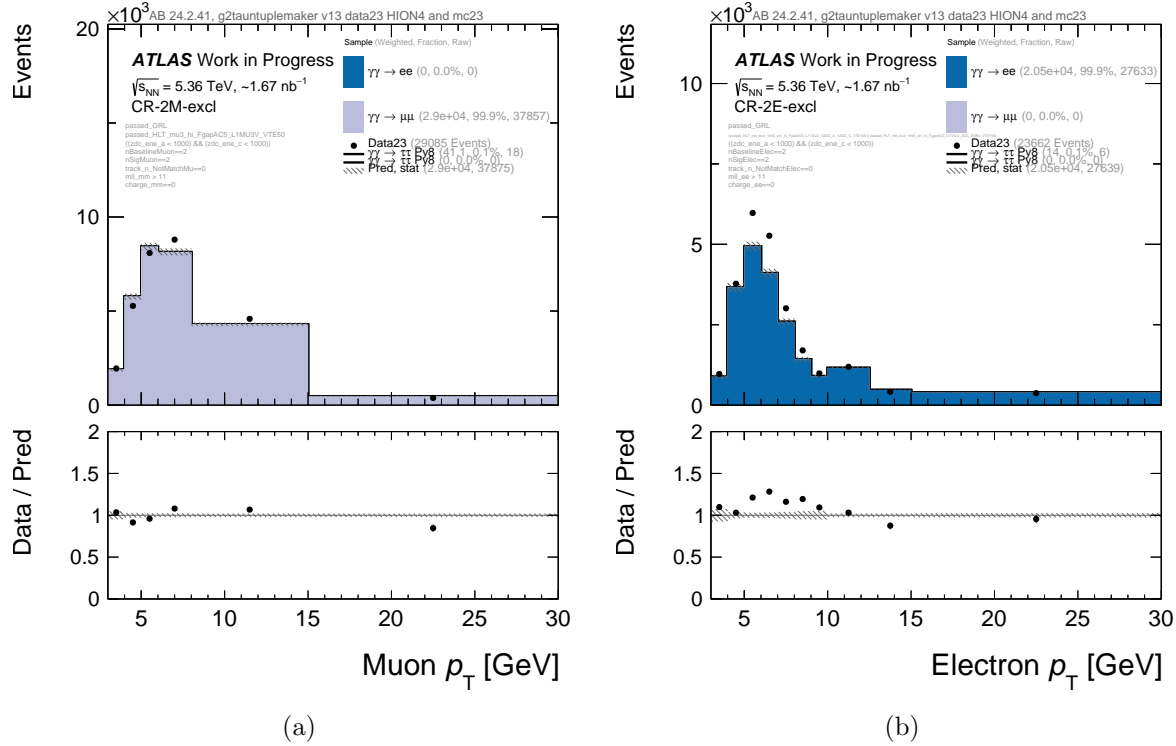 AB 24.2.41, g2tauntuplemaker v13 data23 HION4 and mc23
×10³
Events
20
10
0
ATLAS Work in Progress
√sNN = 5.36 TeV, ~1.67 nb⁻¹
CR-2M-excl
passed_GRL
passed_HLT_mu3_hi_FgapAC5_L1MU3V_VTE50
((zdc_ene_a < 1000) && (zdc_ene_c < 1000))
nBaselineMuon==2
nSigMuon==2
track_n_NotMatchMu==0
mll_mm > 11
charge_mm==0
Sample (Weighted, Fraction, Raw)
γγ → ee (0, 0.0%, 0)
γγ → μμ (2.9e+04, 99.9%, 37857)
Data23 (29085 Events)
γγ → ττ Py8 (41.1, 0.1%, 18)
γγ → ττ Py8 (0, 0.0%, 0)
Pred, stat (2.9e+04, 37875)
Data / Pred
2
1.5
1
0.5
0
5 10 15 20 25 30
Muon pT [GeV]
(a)
AB 24.2.41, g2tauntuplemaker v13 data23 HION4 and mc23
×10³
Events
10
5
0
ATLAS Work in Progress
√sNN = 5.36 TeV, ~1.67 nb⁻¹
CR-2E-excl
passed_GRL
((zdc_ene_a < 1000) && (zdc_ene_c < 1000))
nBaselineElec==2
nSigElec==2
track_n_NotMatchElec==0
mll_ee > 11
charge_ee==0
Sample (Weighted, Fraction, Raw)
γγ → ee (2.05e+04, 99.9%, 27633)
γγ → μμ (0, 0.0%, 0)
Data23 (23662 Events)
γγ → ττ Py8 (14, 0.1%, 6)
γγ → ττ Py8 (0, 0.0%, 0)
Pred, stat (2.05e+04, 27639)
Data / Pred
2
1.5
1
0.5
0
5 10 15 20 25 30
Electron pT [GeV]
(b)